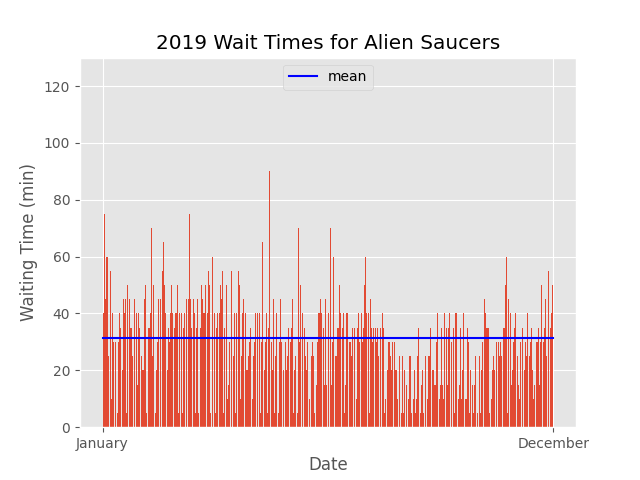 2019 Wait Times for Alien Saucers
mean
120
100
80
60
40
20
0
Waiting Time (min)
January
December
Date